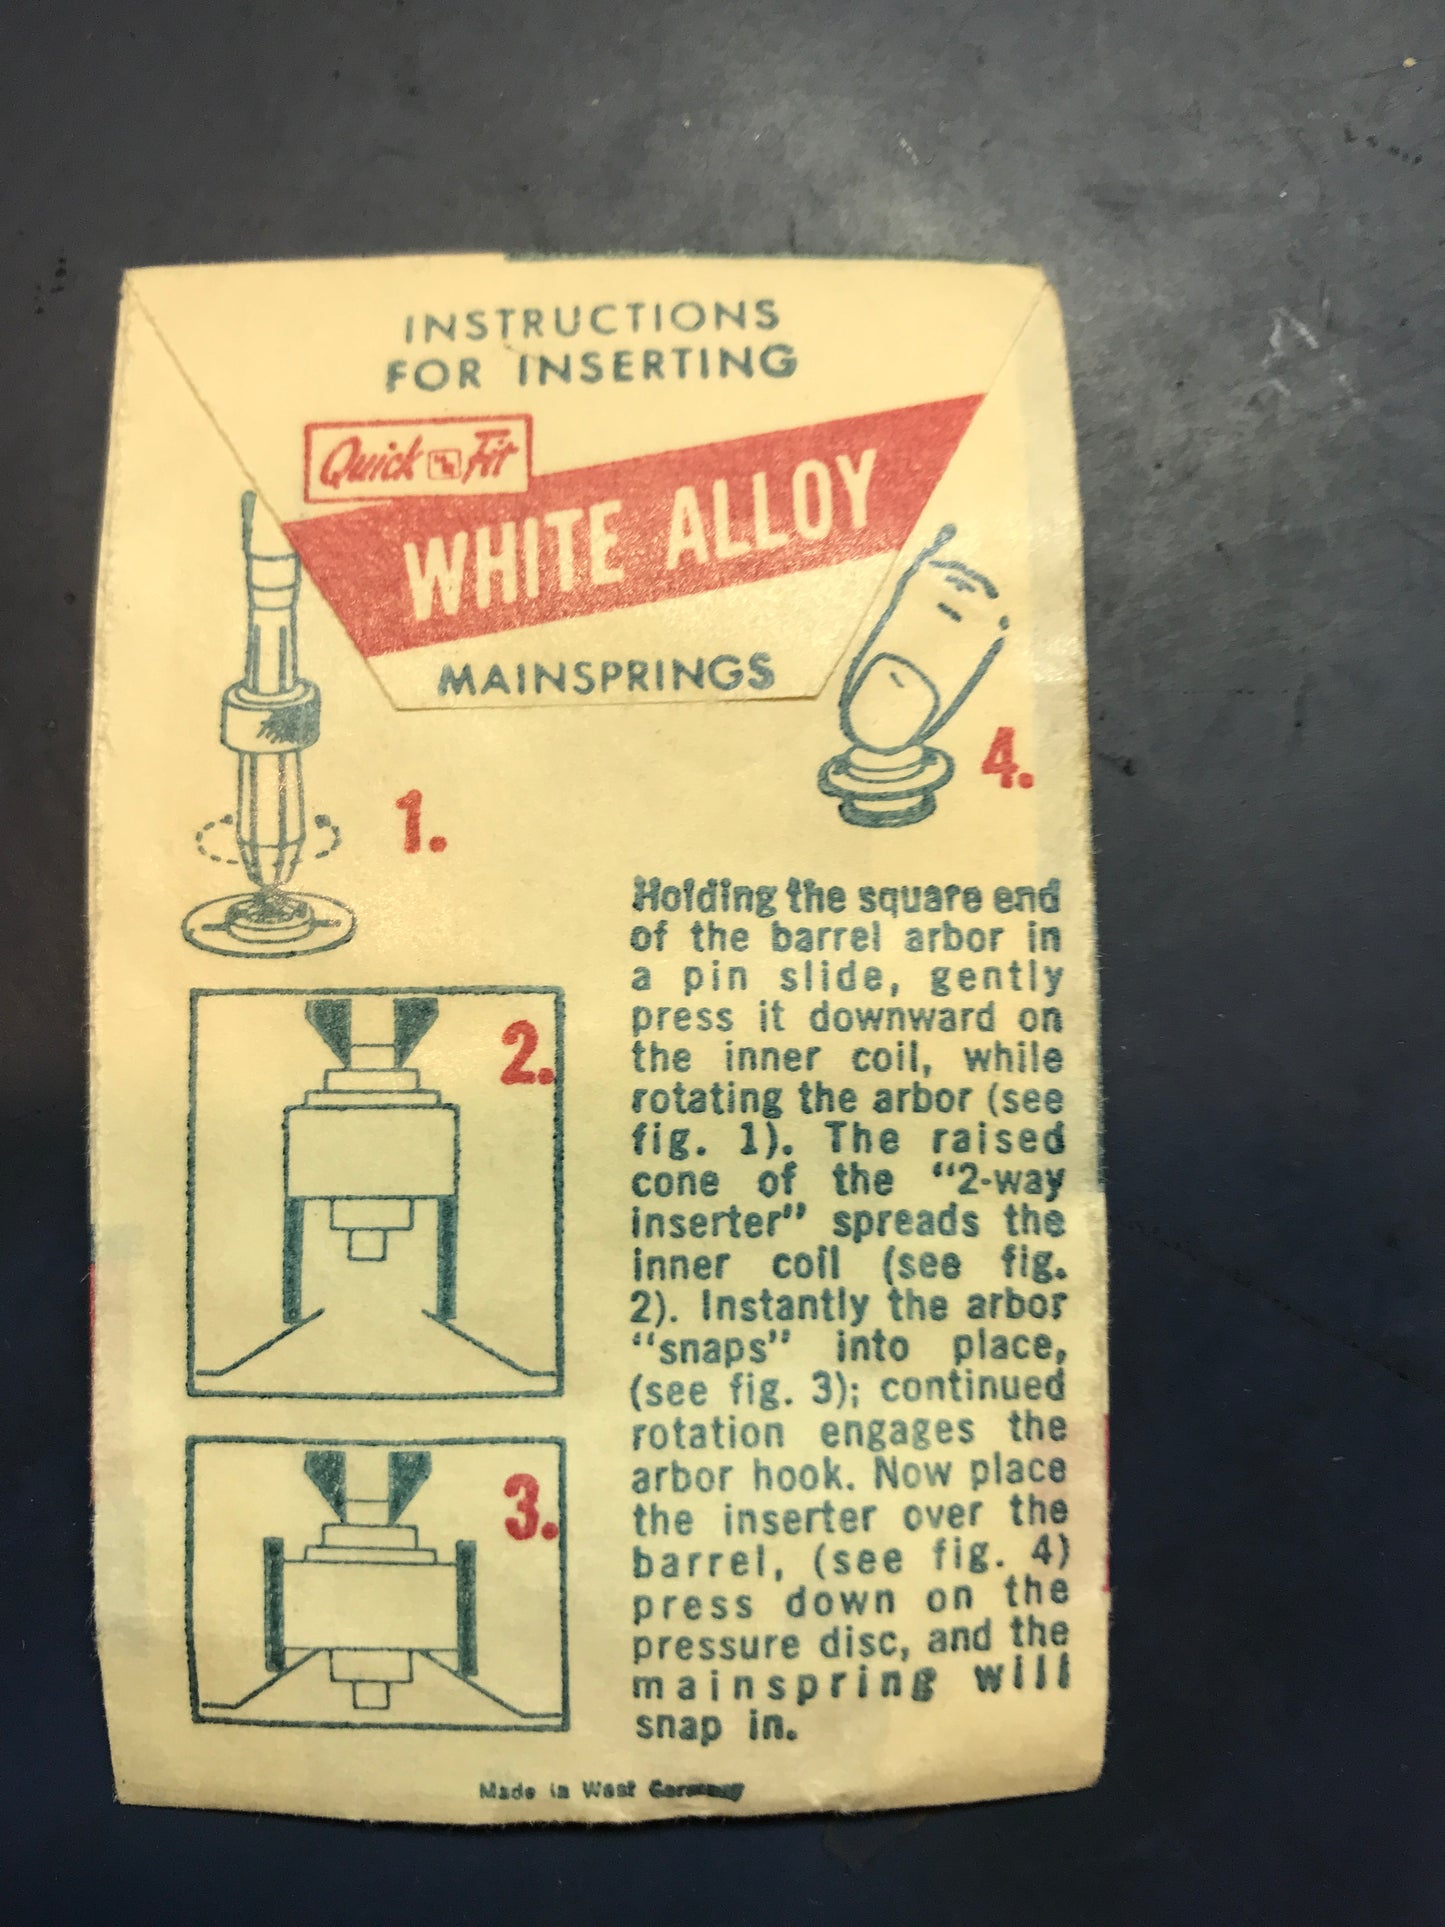 INSTRUCTIONS
FOR INSERTING
Quick Fit
WHITE ALLOY
MAINSPRINGS
1.
4.
2.
3.
Holding the square end
of the barrel arbor in
a pin slide, gently
press it downward on
the inner coil, while
rotating the arbor (see
fig. 1). The raised
cone of the “2-way
inserter” spreads the
inner coil (see fig.
2). Instantly the arbor
“snaps” into place,
(see fig. 3); continued
rotation engages the
arbor hook. Now place
the inserter over the
barrel, (see fig. 4)
press down on the
pressure disc, and the
mainspring will
snap in.
Made in West Germany